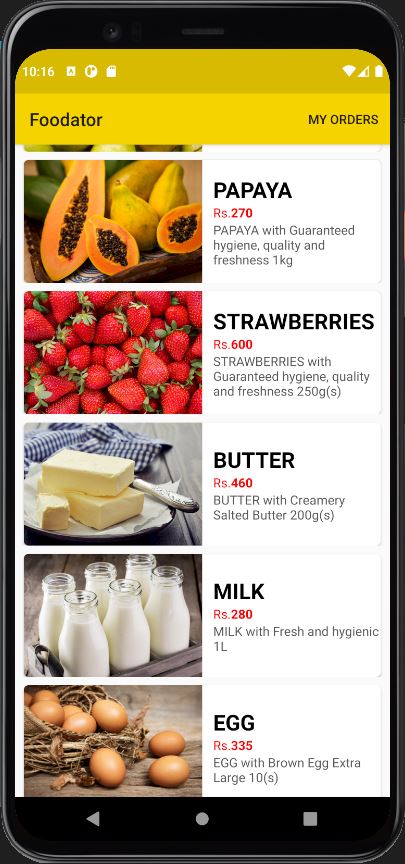 10:16
Foodator
MY ORDERS
PAPAYA
Rs.270
PAPAYA with Guaranteed
hygiene, quality and
freshness 1kg
STRAWBERRIES
Rs.600
STRAWBERRIES with
Guaranteed hygiene, quality
and freshness 250g(s)
BUTTER
Rs.460
BUTTER with Creamery
Salted Butter 200g(s)
MILK
Rs.280
MILK with Fresh and hygienic
1L
EGG
Rs.335
EGG with Brown Egg Extra
Large 10(s)